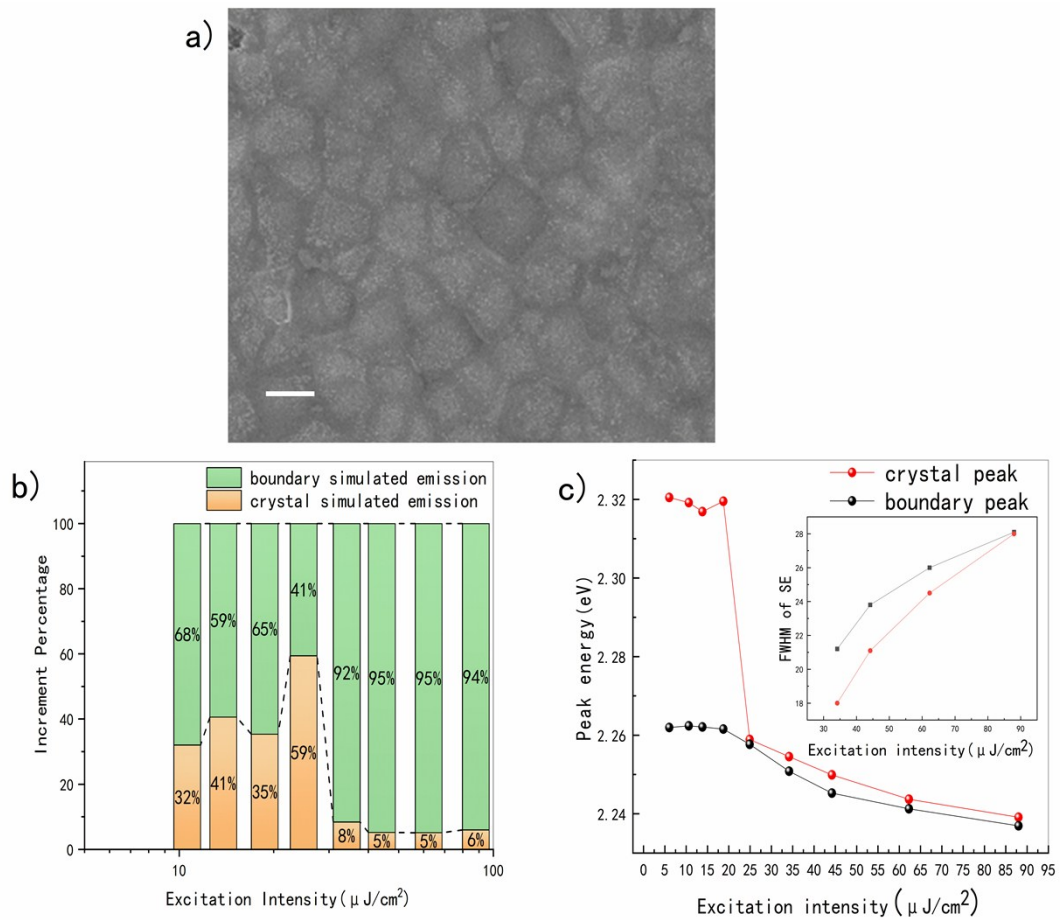 a)
b)
boundary simulated emission
crystal simulated emission
Increment Percentage
100
80
60
40
20
0
68%
59%
65%
41%
92%
95%
95%
94%
32%
41%
35%
59%
8%
5%
5%
6%
10
100
Excitation Intensity(μJ/cm²)
c)
crystal peak
boundary peak
Peak energy(eV)
2.32
2.30
2.28
2.26
2.24
0 5 10 15 20 25 30 35 40 45 50 55 60 65 70 75 80 85 90 95
Excitation intensity(μJ/cm²)
FWHM of SE
28
26
24
22
20
18
30 40 50 60 70 80 90
Excitation intensity(μJ/cm²)